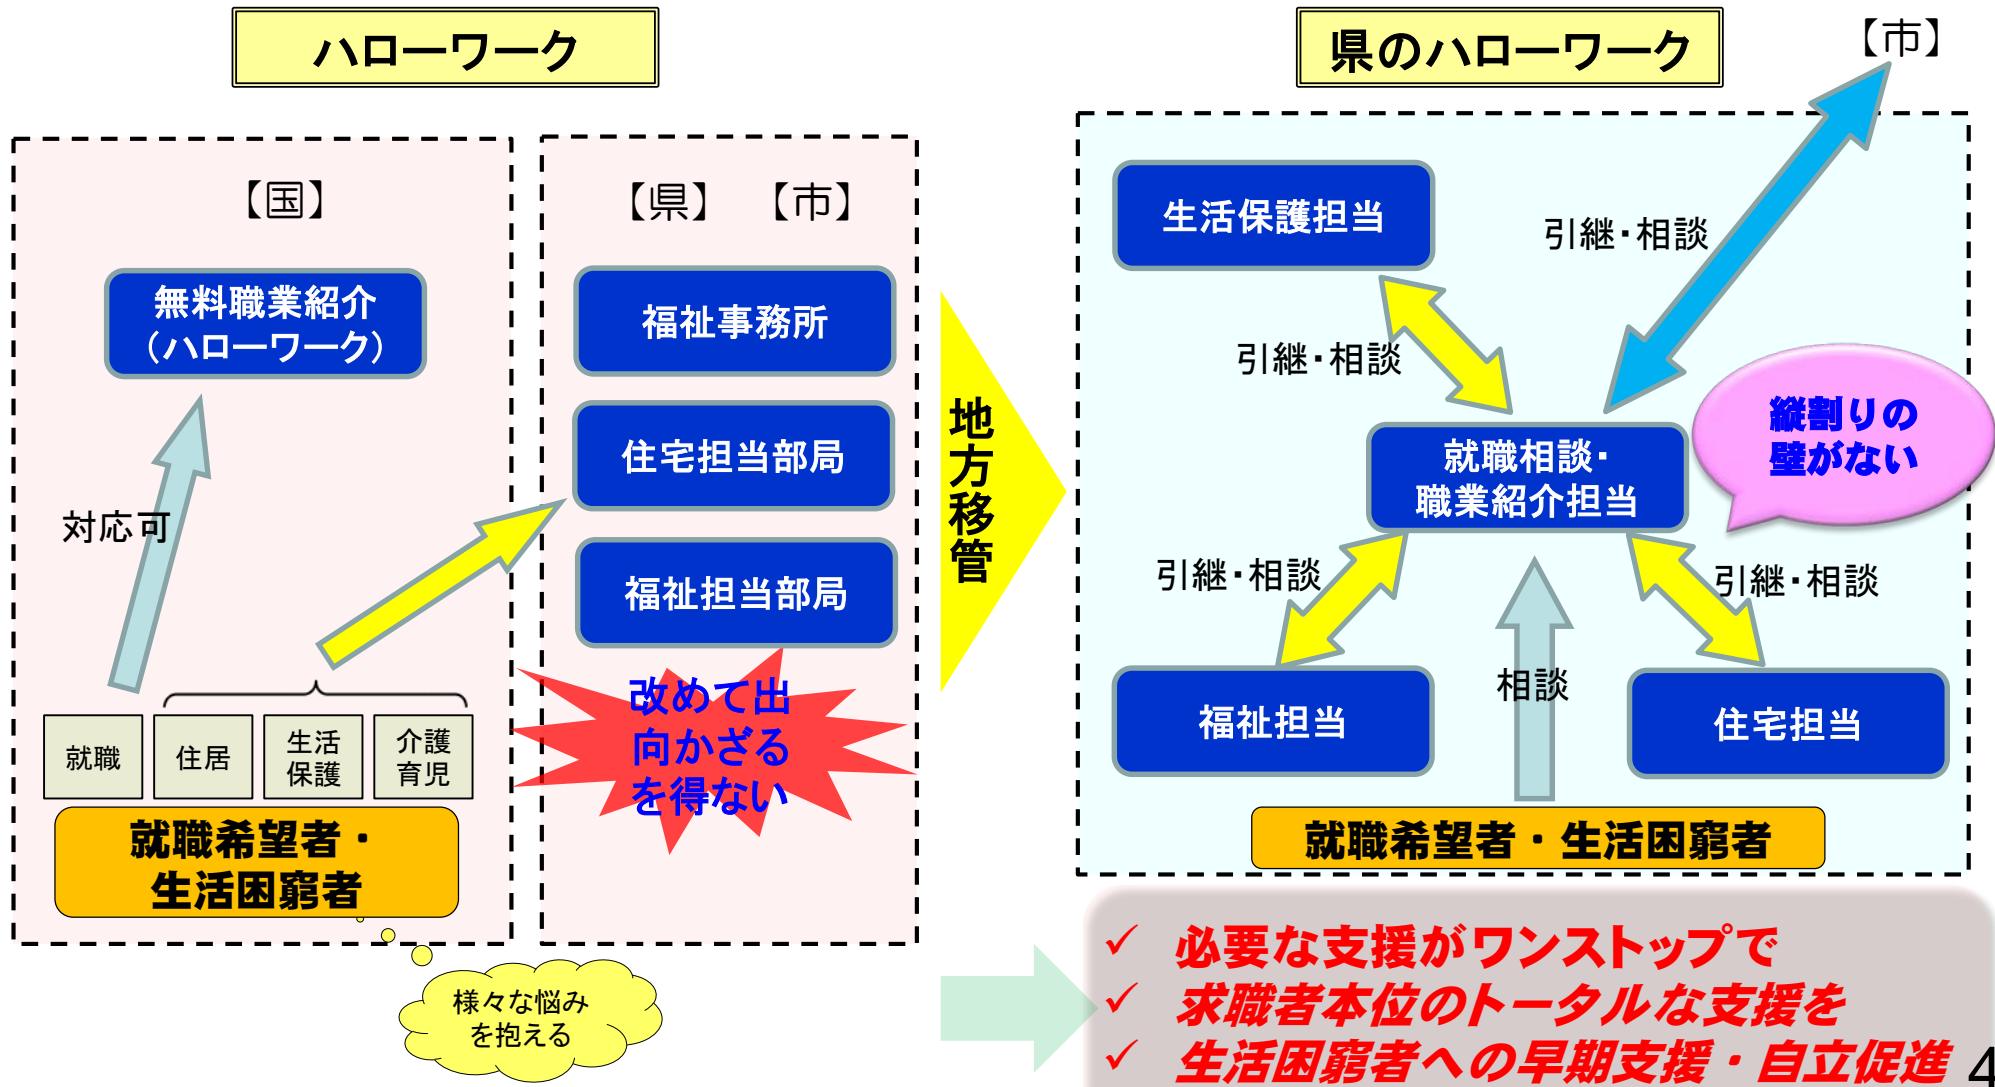 ハローワーク
【国】
無料職業紹介
（ハローワーク）
対応可
就職
住居
生活
保護
介護
育児
就職希望者・
生活困窮者
様々な悩み
を抱える
【県】 【市】
福祉事務所
住宅担当部局
福祉担当部局
改めて出
向かざる
を得ない
地方移管
県のハローワーク
【市】
生活保護担当
引継・相談
引継・相談
縦割りの
壁がない
就職相談・
職業紹介担当
引継・相談
引継・相談
相談
福祉担当
住宅担当
就職希望者・生活困窮者
✓ 必要な支援がワンストップで
✓ 求職者本位のトータルな支援を
✓ 生活困窮者への早期支援・自立促進
4